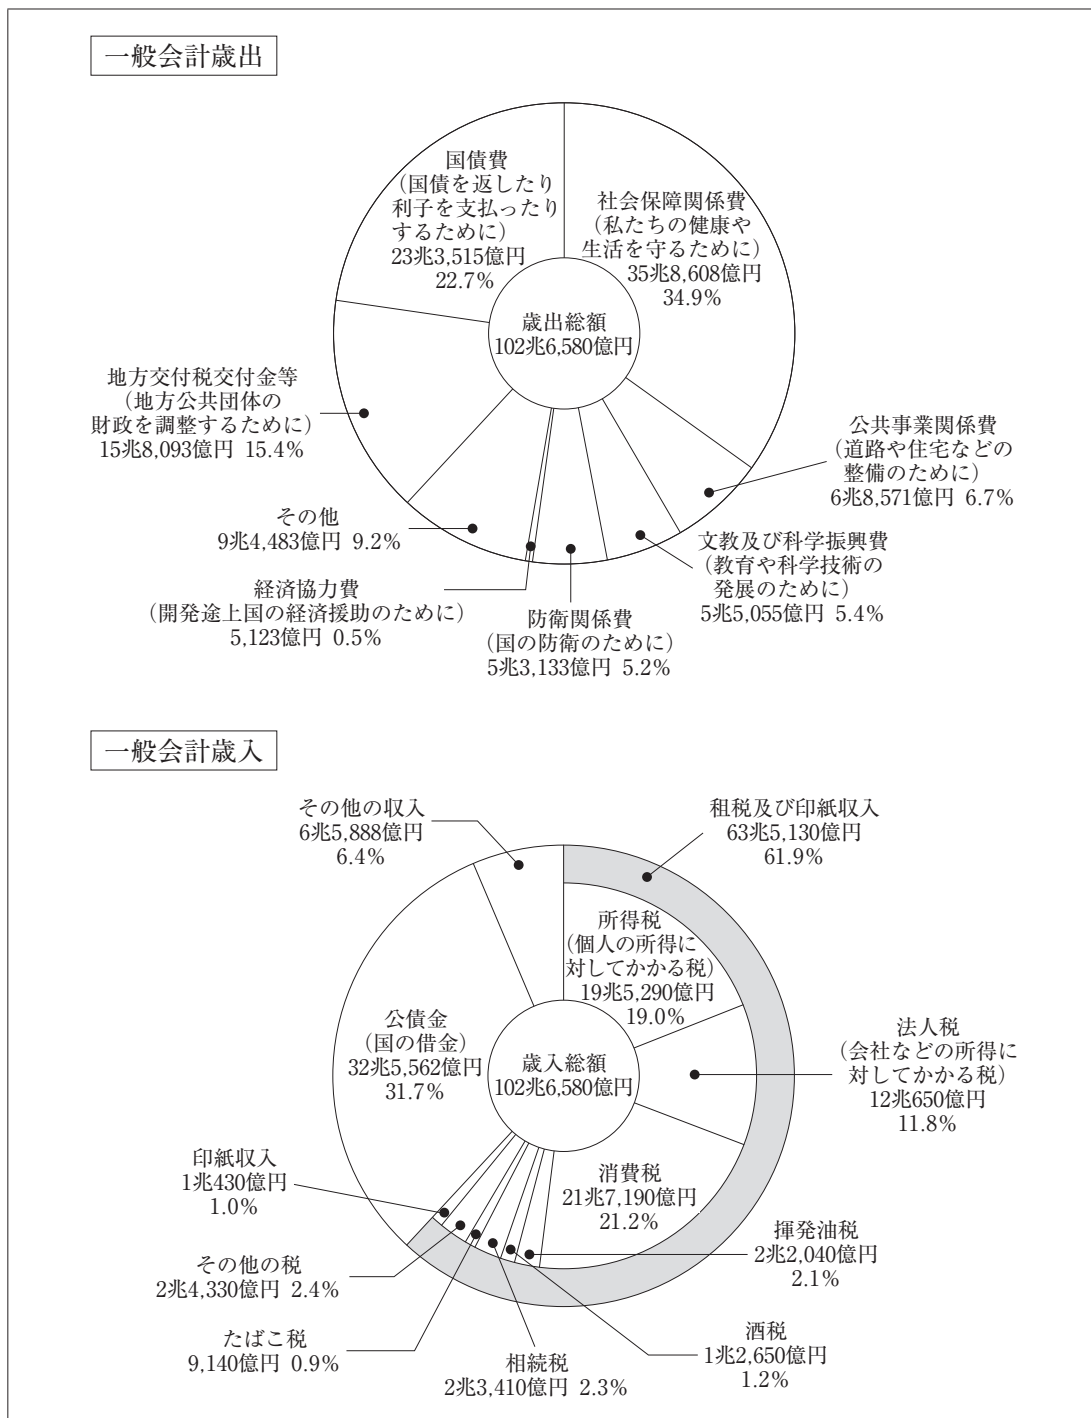 一般会計歳出
国債費
(国債を返したり
利子を支払ったり
するために)
23兆3,515億円
22.7%
社会保障関係費
(私たちの健康や
生活を守るために)
35兆8,608億円
34.9%
歳出総額
102兆6,580億円
地方交付税交付金等
(地方公共団体の
財政を調整するために)
15兆8,093億円 15.4%
公共事業関係費
(道路や住宅などの
整備のために)
6兆8,571億円 6.7%
その他
9兆4,483億円 9.2%
文教及び科学振興費
(教育や科学技術の
発展のために)
5兆5,055億円 5.4%
経済協力費
(開発途上国の経済援助のために)
5,123億円 0.5%
防衛関係費
(国の防衛のために)
5兆3,133億円 5.2%
一般会計歳入
その他の収入
6兆5,888億円
6.4%
租税及び印紙収入
63兆5,130億円
61.9%
所得税
(個人の所得に
対してかかる税)
19兆5,290億円
19.0%
公債金
(国の借金)
32兆5,562億円
31.7%
歳入総額
102兆6,580億円
法人税
(会社などの所得に
対してかかる税)
12兆650億円
11.8%
印紙収入
1兆430億円
1.0%
消費税
21兆7,190億円
21.2%
揮発油税
2兆2,040億円
2.1%
その他の税
2兆4,330億円 2.4%
たばこ税
9,140億円 0.9%
相続税
2兆3,410億円 2.3%
酒税
1兆2,650億円
1.2%